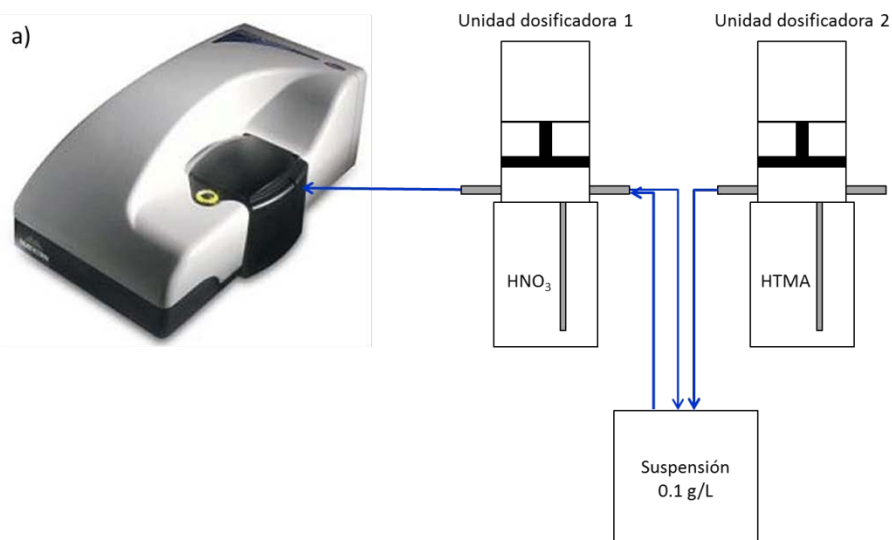 a)
Unidad dosificadora 1
Unidad dosificadora 2
HNO₃
HTMA
Suspensión
0.1 g/L